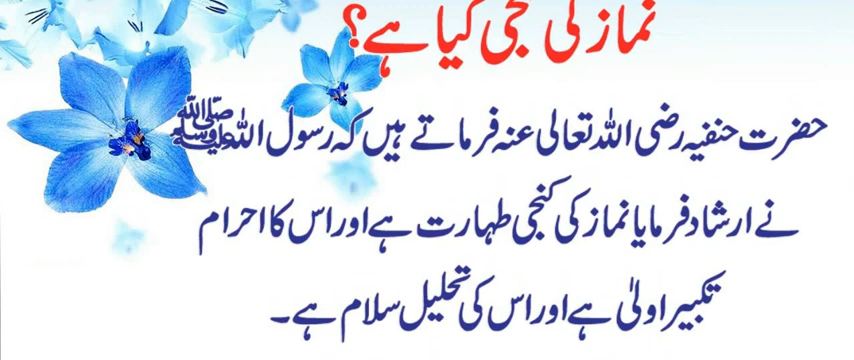 نماز کی کنجی کیا ہے؟
حضرت حنفیہ رضی اللہ تعالی عنہ فرماتے ہیں کہ رسول اللہ ﷺ
نے ارشاد فرمایا نماز کی کنجی طہارت ہے اور اس کا احرام
تکبیر اولیٰ ہے اور اس کی تحلیل سلام ہے۔